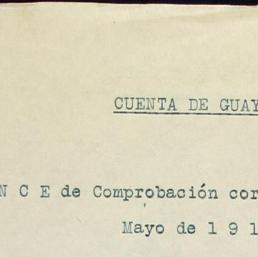 CUENTA DE GUAY
N C E de Comprobación cor
Mayo de 1 9 1